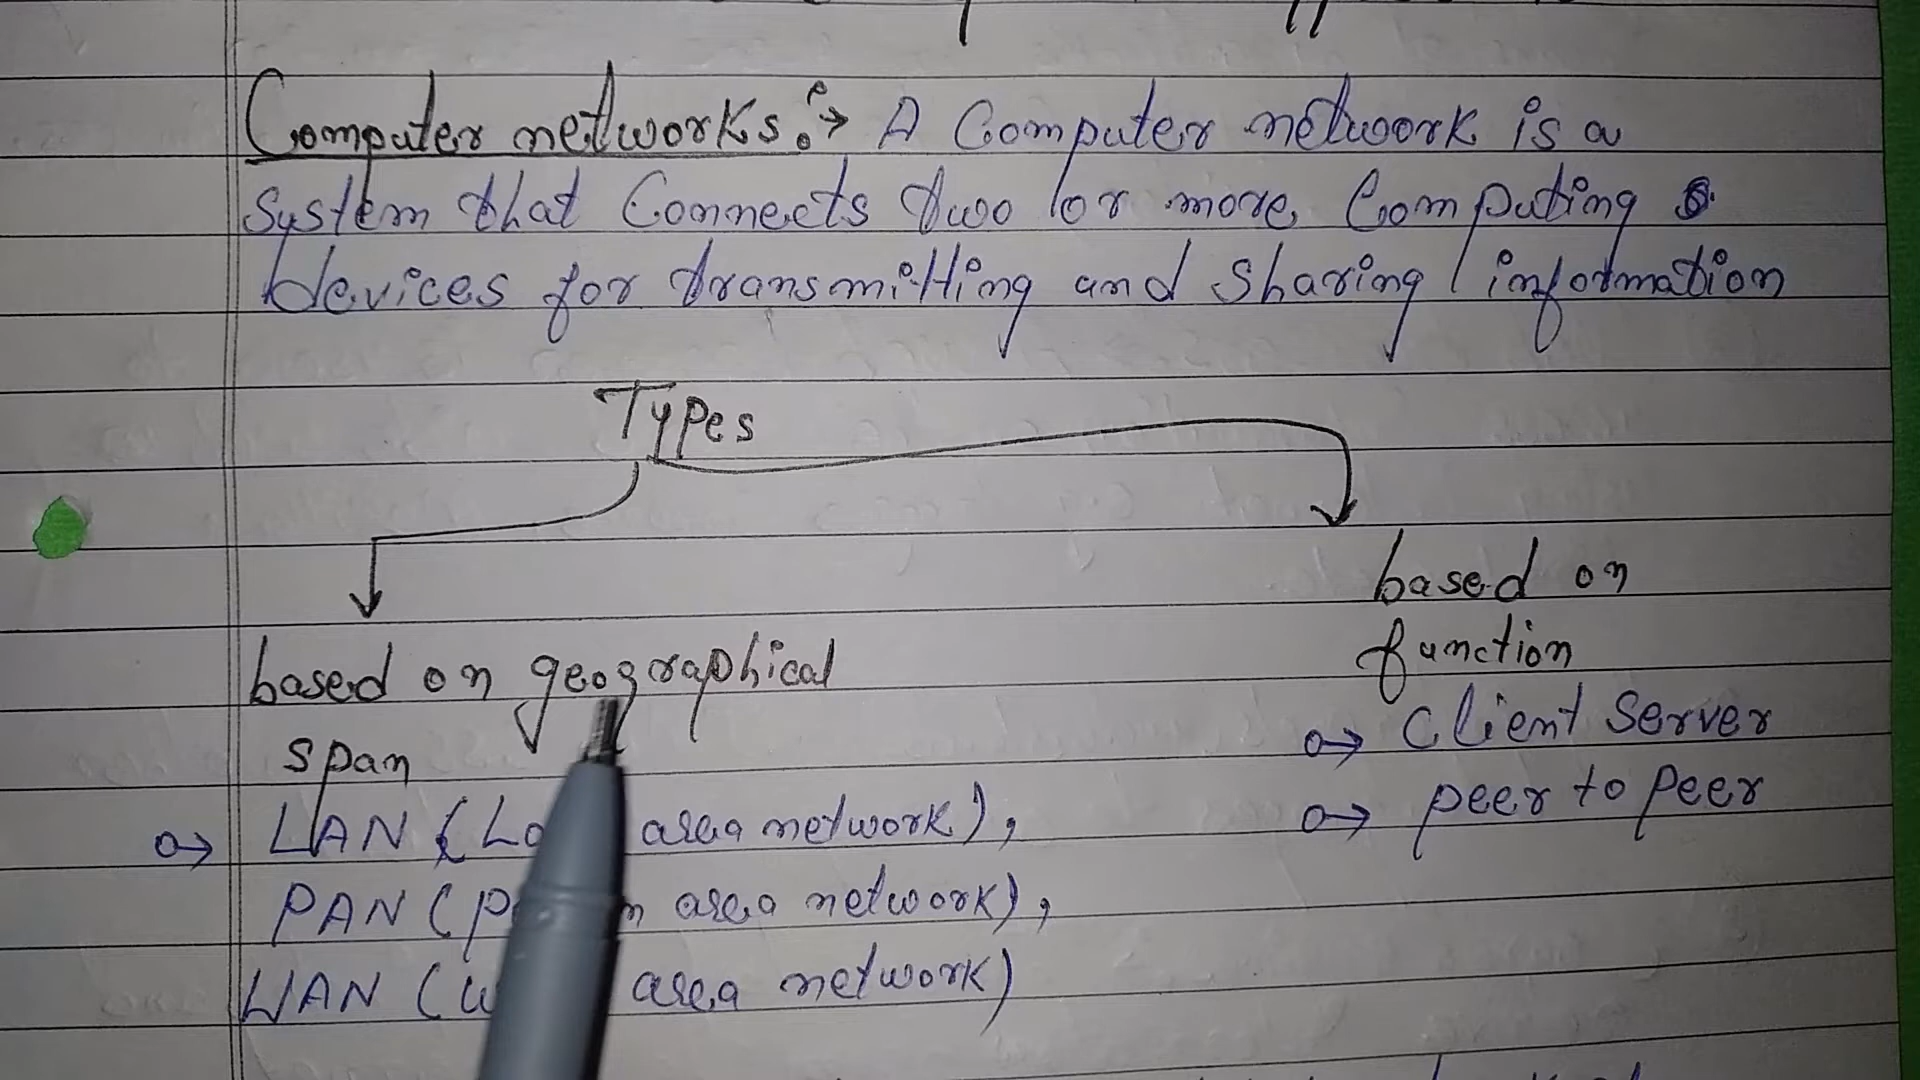 Computer networks :→ A Computer network is a
System that Connects two or more Computing
devices for transmitting and Sharing information
Types
based on geographical
span
LAN ( area network),
PAN ( area network),
WAN ( area network)
based on
function
→ Client Server
→ peer to peer